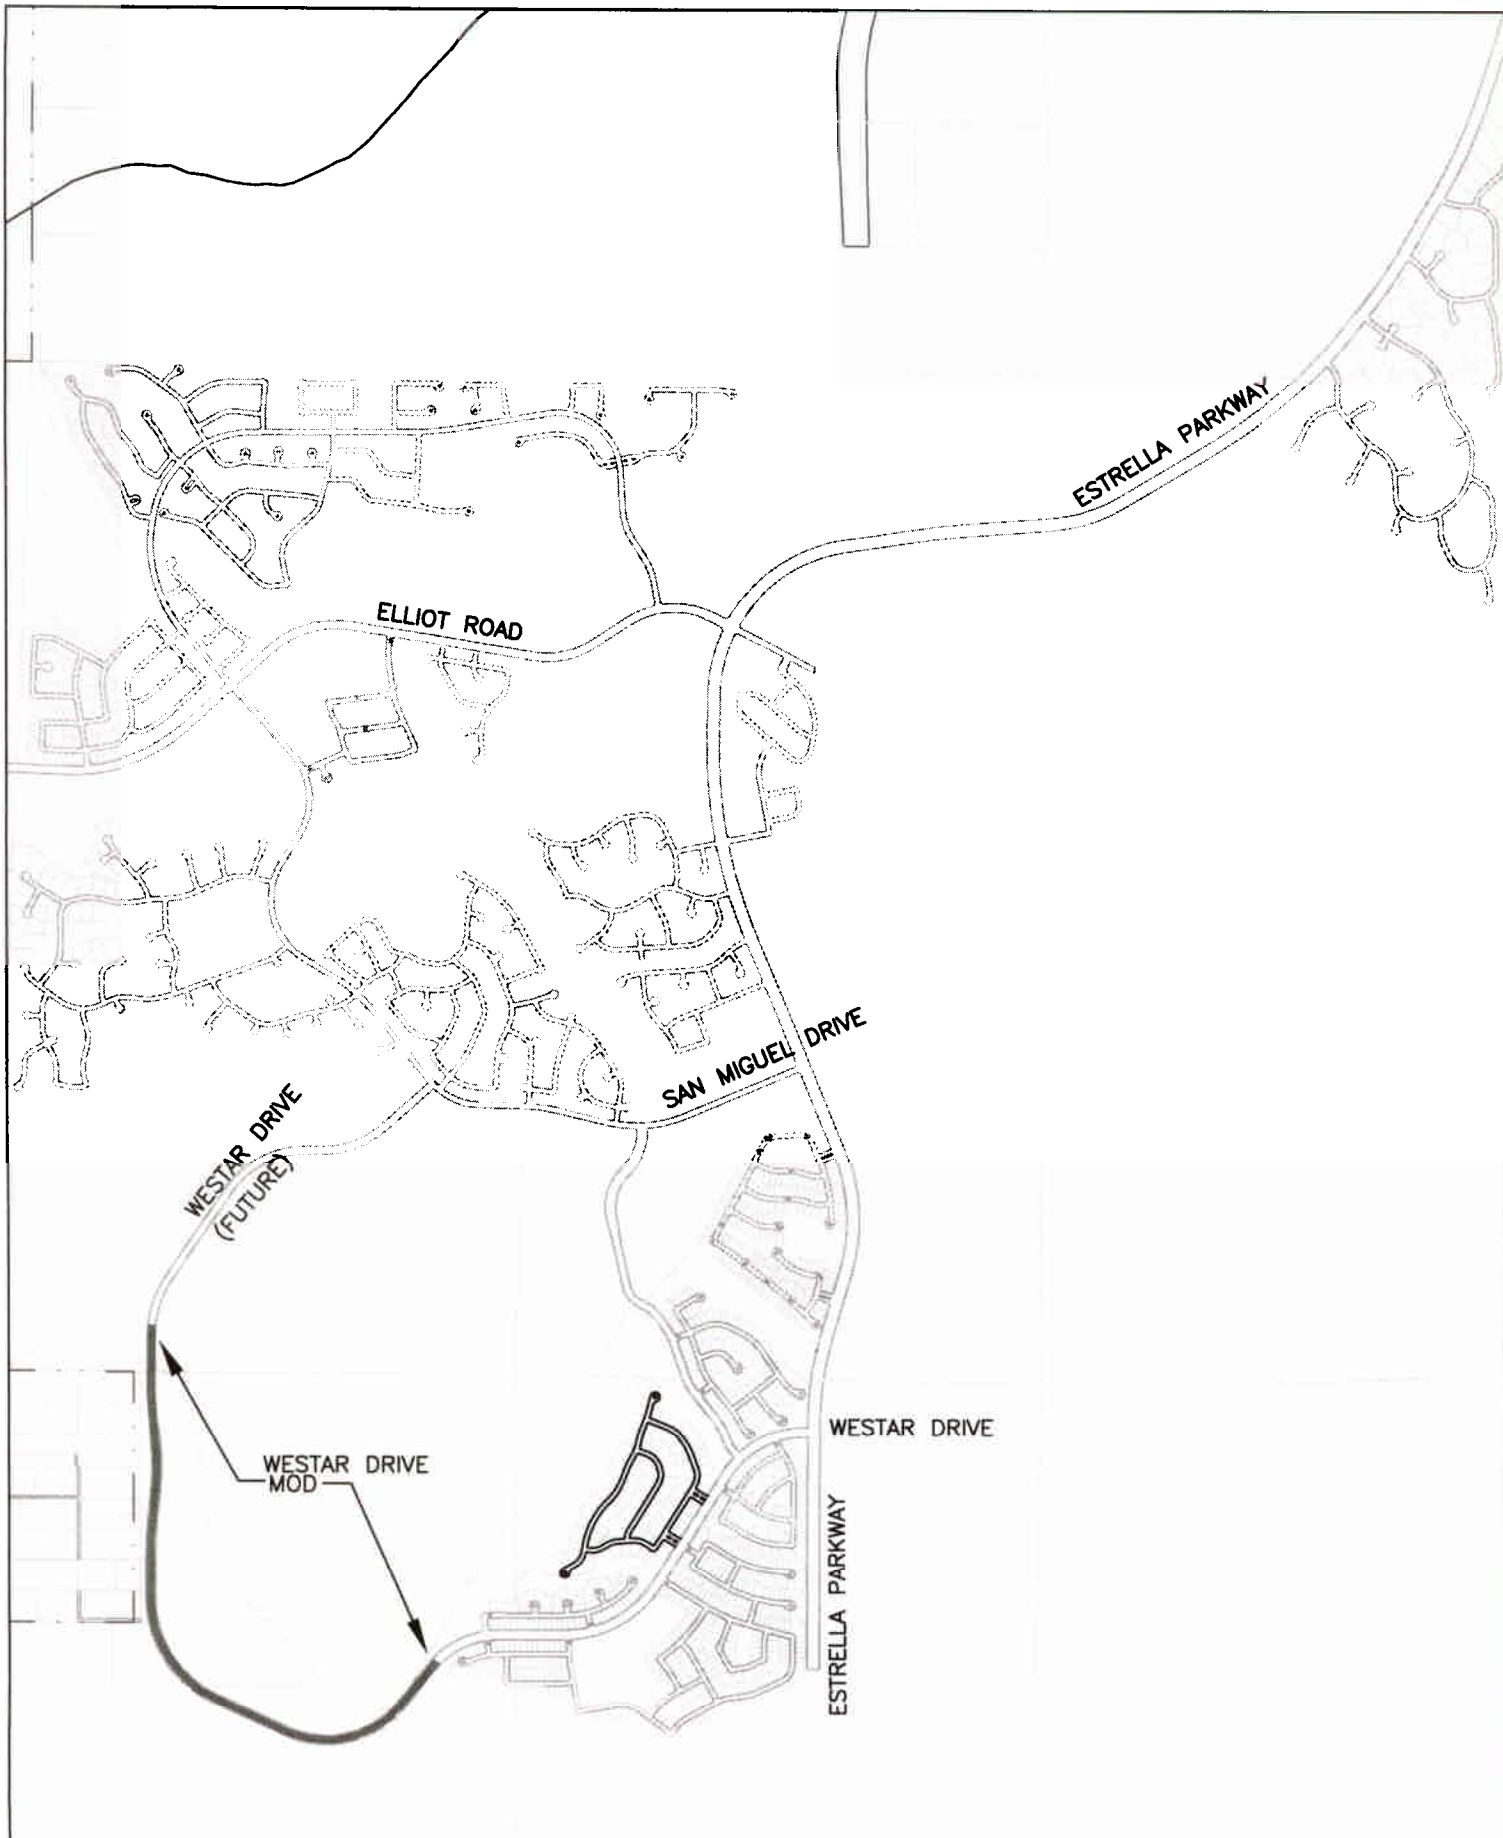 ESTRELLA PARKWAY
ELLIOT ROAD
SAN MIGUEL DRIVE
WESTAR DRIVE
(FUTURE)
WESTAR DRIVE
WESTAR DRIVE
MOD
ESTRELLA PARKWAY